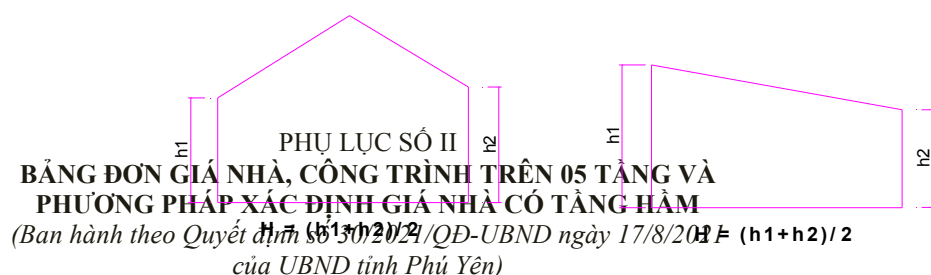 h1
h2
h1
h2
PHỤ LỤC SỐ II
BẢNG ĐƠN GIÁ NHÀ, CÔNG TRÌNH TRÊN 05 TẦNG VÀ
PHƯƠNG PHÁP XÁC ĐỊNH GIÁ NHÀ CÓ TẦNG HẦM
(Ban hành theo Quyết định số 30/2021/QĐ-UBND ngày 17/8/2021
H = (h1+h2)/2
H = (h1+h2)/2
của UBND tỉnh Phú Yên)